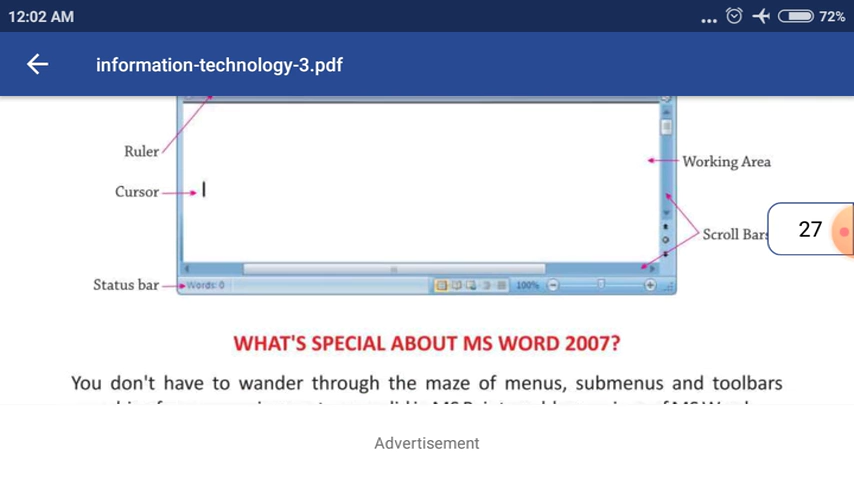 12:02 AM 72%
information-technology-3.pdf
Ruler
Working Area
Cursor
Scroll Bar
27
Status bar
Words: 0 100%
WHAT'S SPECIAL ABOUT MS WORD 2007?
You don't have to wander through the maze of menus, submenus and toolbars
Advertisement